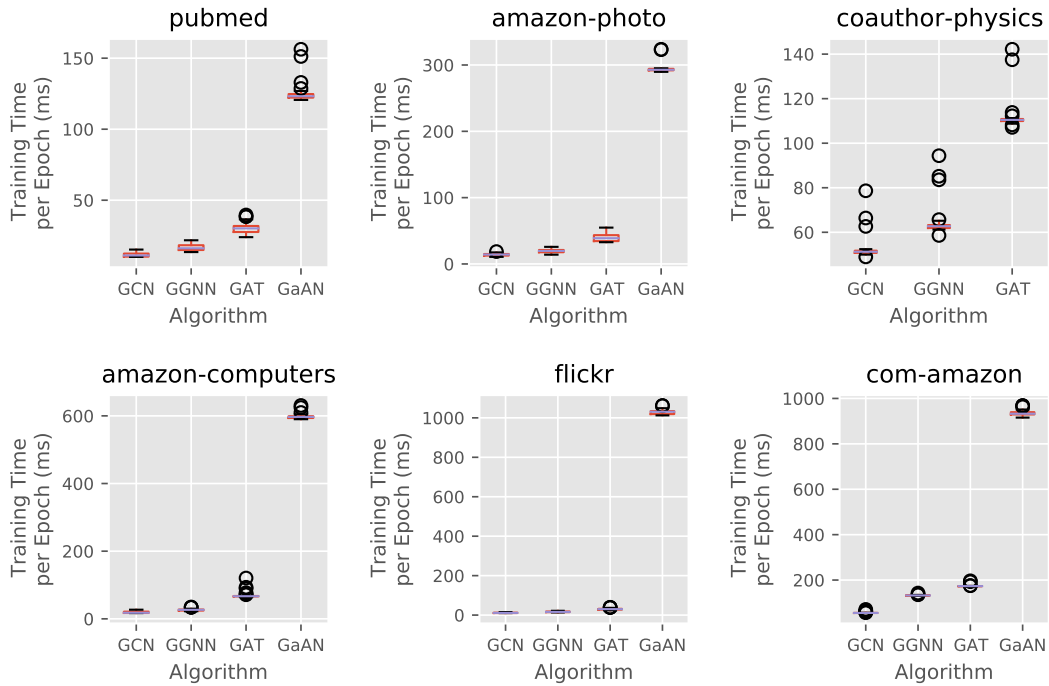 pubmed
Training Time
per Epoch (ms)
150
100
50
GCN GGNN GAT GaAN
Algorithm
amazon-photo
Training Time
per Epoch (ms)
300
200
100
0
GCN GGNN GAT GaAN
Algorithm
coauthor-physics
Training Time
per Epoch (ms)
140
120
100
80
60
GCN GGNN GAT
Algorithm
amazon-computers
Training Time
per Epoch (ms)
600
400
200
0
GCN GGNN GAT GaAN
Algorithm
flickr
Training Time
per Epoch (ms)
1000
800
600
400
200
0
GCN GGNN GAT GaAN
Algorithm
com-amazon
Training Time
per Epoch (ms)
1000
800
600
400
200
GCN GGNN GAT GaAN
Algorithm